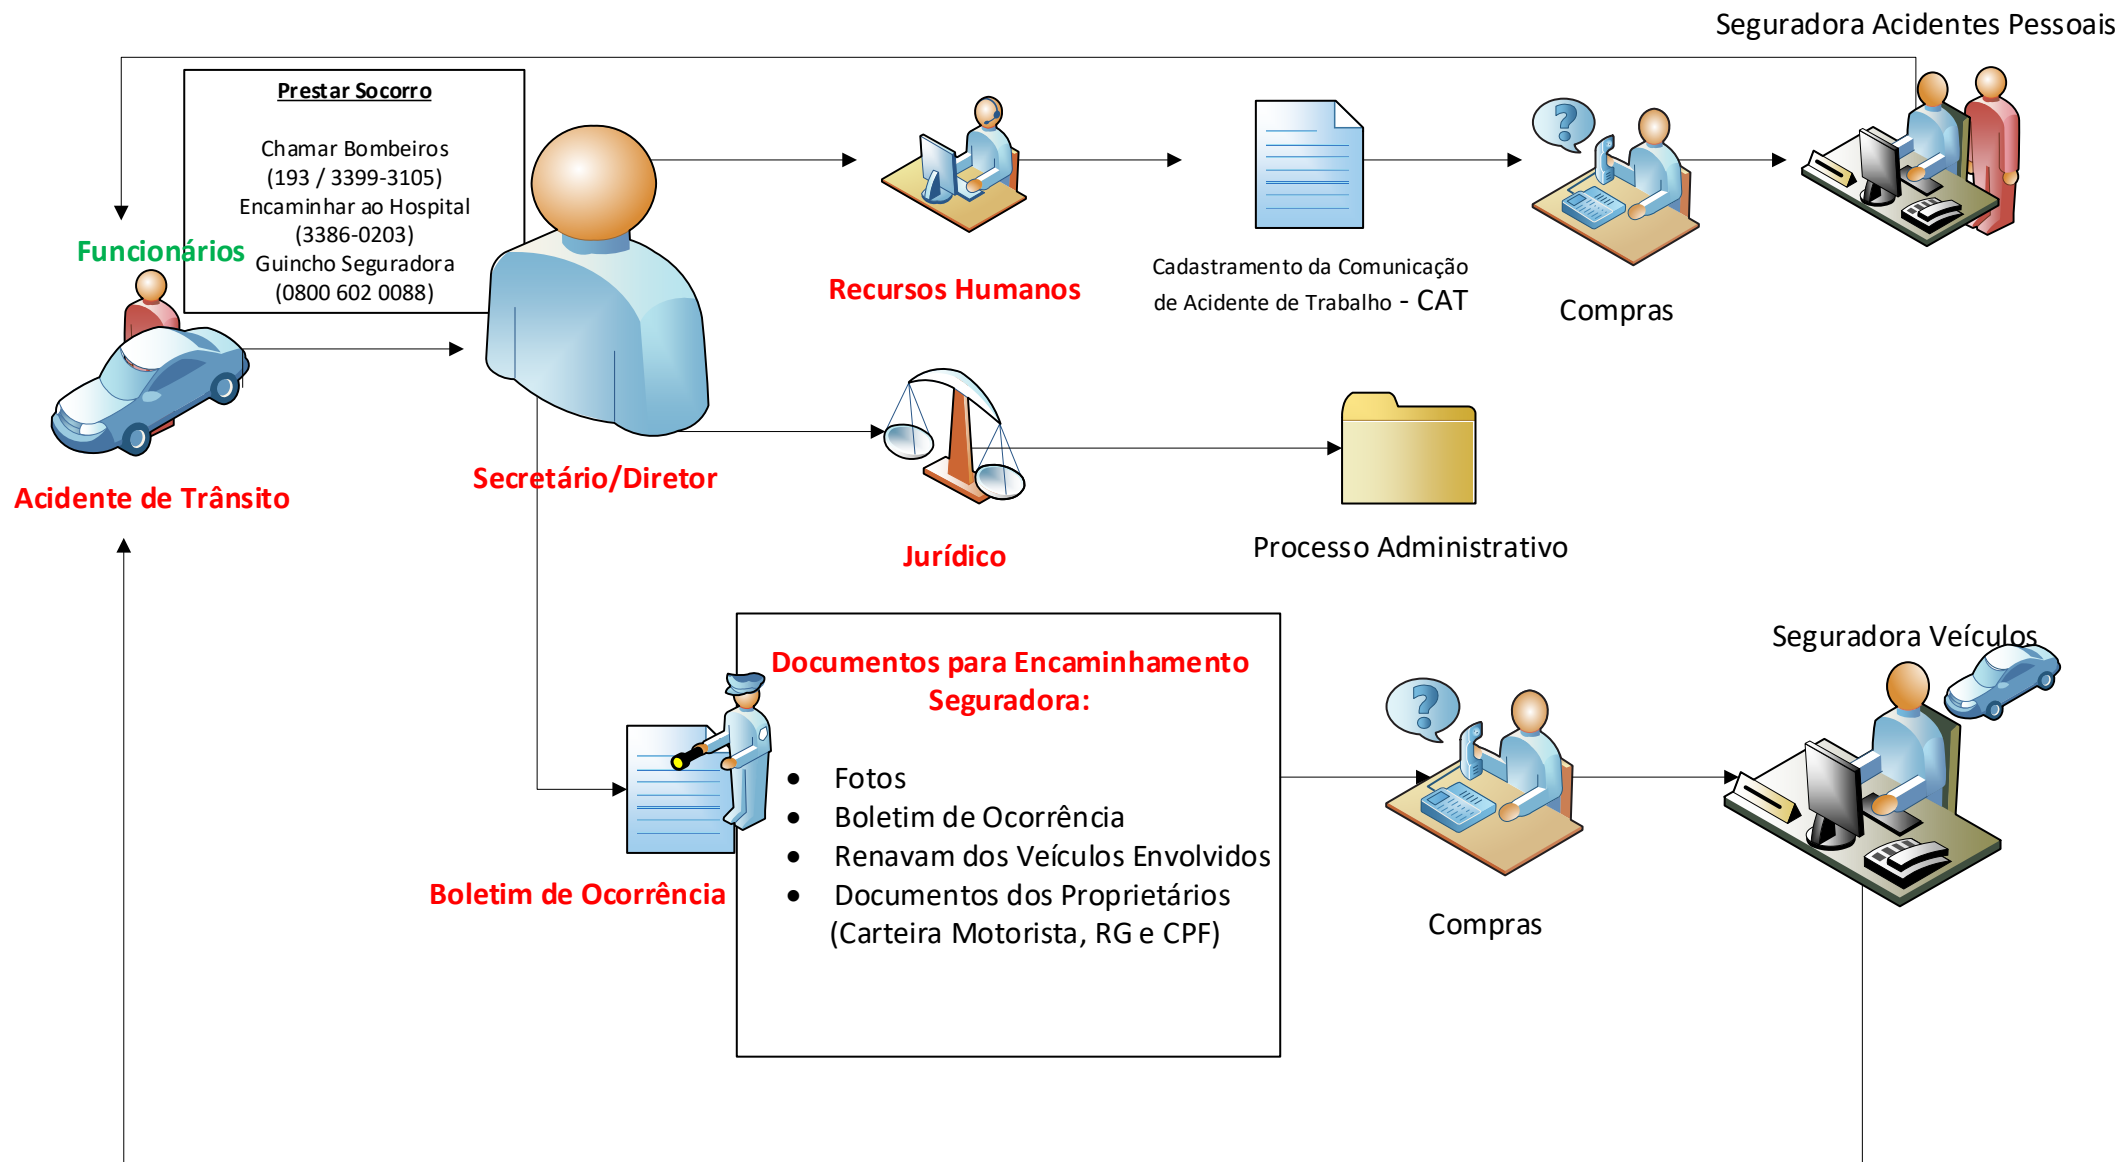 Seguradora Acidentes Pessoais
Prestar Socorro
Chamar Bombeiros
(193 / 3399-3105)
Encaminhar ao Hospital
(3386-0203)
Guincho Seguradora
(0800 602 0088)
Funcionários
Acidente de Trânsito
Secretário/Diretor
Recursos Humanos
Cadastramento da Comunicação
de Acidente de Trabalho - CAT
?
Compras
Jurídico
Processo Administrativo
Boletim de Ocorrência
Documentos para Encaminhamento
Seguradora:
• Fotos
• Boletim de Ocorrência
• Renavam dos Veículos Envolvidos
• Documentos dos Proprietários
(Carteira Motorista, RG e CPF)
?
Compras
Seguradora Veículos